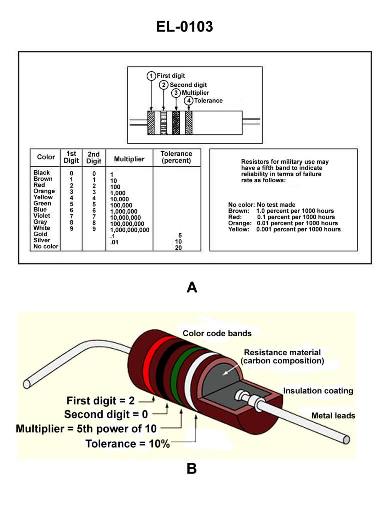 EL-0103
1 First digit
2 Second digit
3 Multiplier
4 Tolerance
Color 1st Digit 2nd Digit Multiplier Tolerance (percent)
Black 0 0 1
Brown 1 1 10
Red 2 2 100
Orange 3 3 1,000
Yellow 4 4 10,000
Green 5 5 100,000
Blue 6 6 1,000,000
Violet 7 7 10,000,000
Gray 8 8 100,000,000
White 9 9 1,000,000,000
Gold .1 5
Silver .01 10
No color 20
Resistors for military use may
have a fifth band to indicate
reliability in terms of failure
rate as follows:
No color: No test made
Brown: 1.0 percent per 1000 hours
Red: 0.1 percent per 1000 hours
Orange: 0.01 percent per 1000 hours
Yellow: 0.001 percent per 1000 hours
A
Color code bands
Resistance material
(carbon composition)
Insulation coating
Metal leads
First digit = 2
Second digit = 0
Multiplier = 5th power of 10
Tolerance = 10%
B